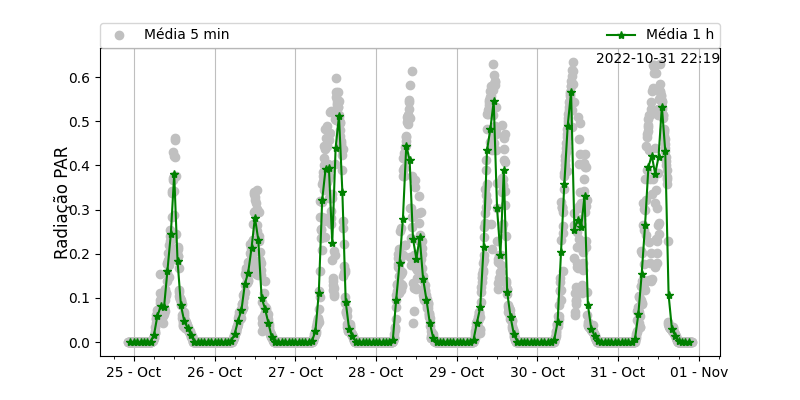 Média 5 min
Média 1 h
2022-10-31 22:19
Radiação PAR
0.6
0.5
0.4
0.3
0.2
0.1
0.0
25 - Oct
26 - Oct
27 - Oct
28 - Oct
29 - Oct
30 - Oct
31 - Oct
01 - Nov